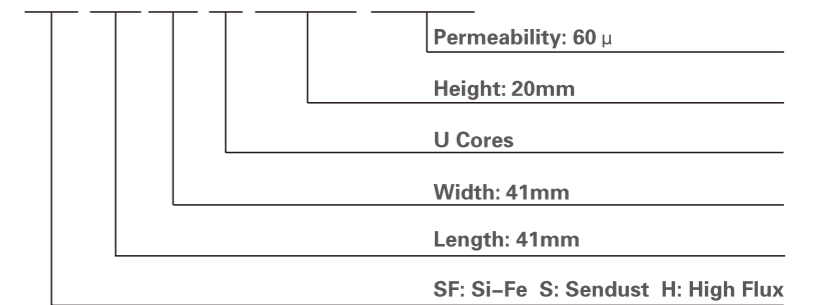 Permeability: 60 μ
Height: 20mm
U Cores
Width: 41mm
Length: 41mm
SF: Si–Fe S: Sendust H: High Flux